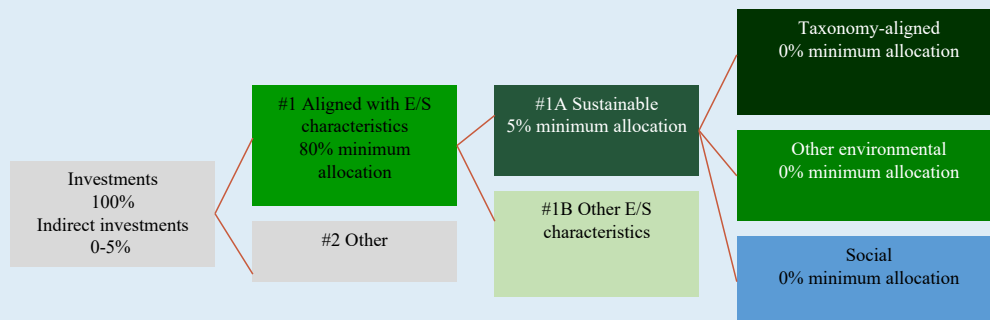 Investments
100%
Indirect investments
0-5%
#1 Aligned with E/S
characteristics
80% minimum
allocation
#2 Other
#1A Sustainable
5% minimum allocation
#1B Other E/S
characteristics
Taxonomy-aligned
0% minimum allocation
Other environmental
0% minimum allocation
Social
0% minimum allocation